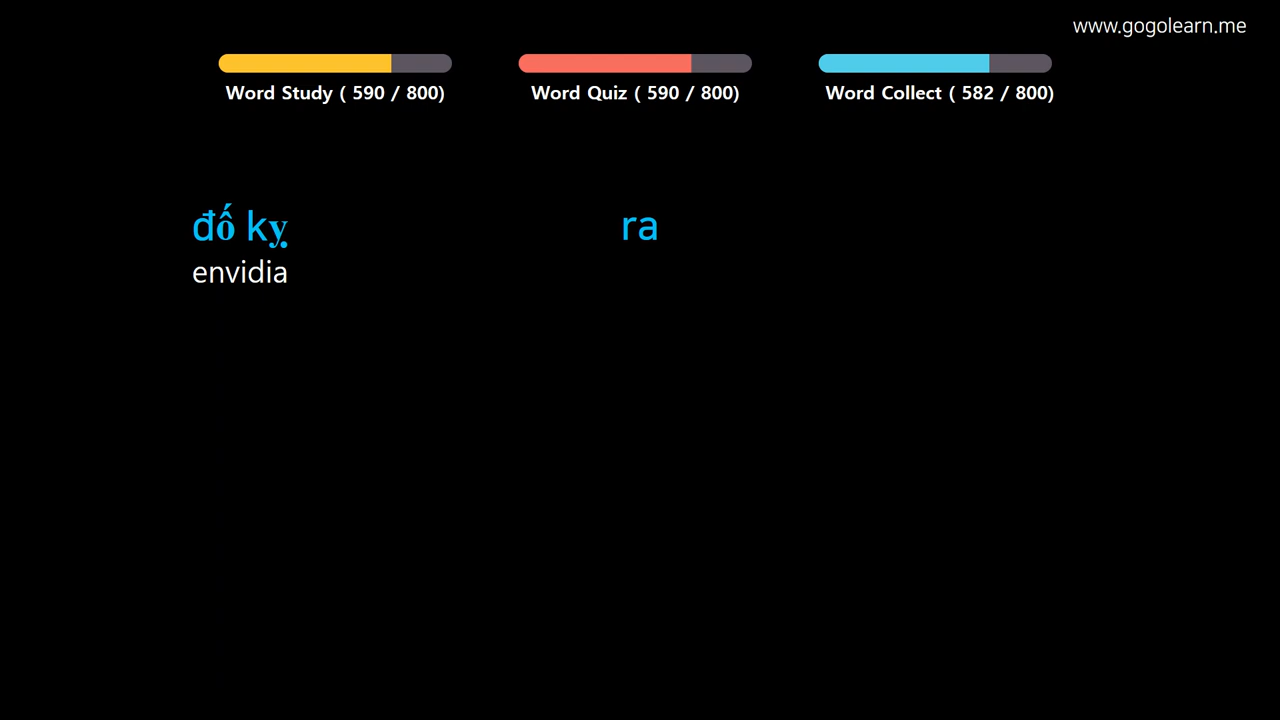 www.gogolearn.me
Word Study ( 590 / 800)
Word Quiz ( 590 / 800)
Word Collect ( 582 / 800)
đố kỵ
ra
envidia